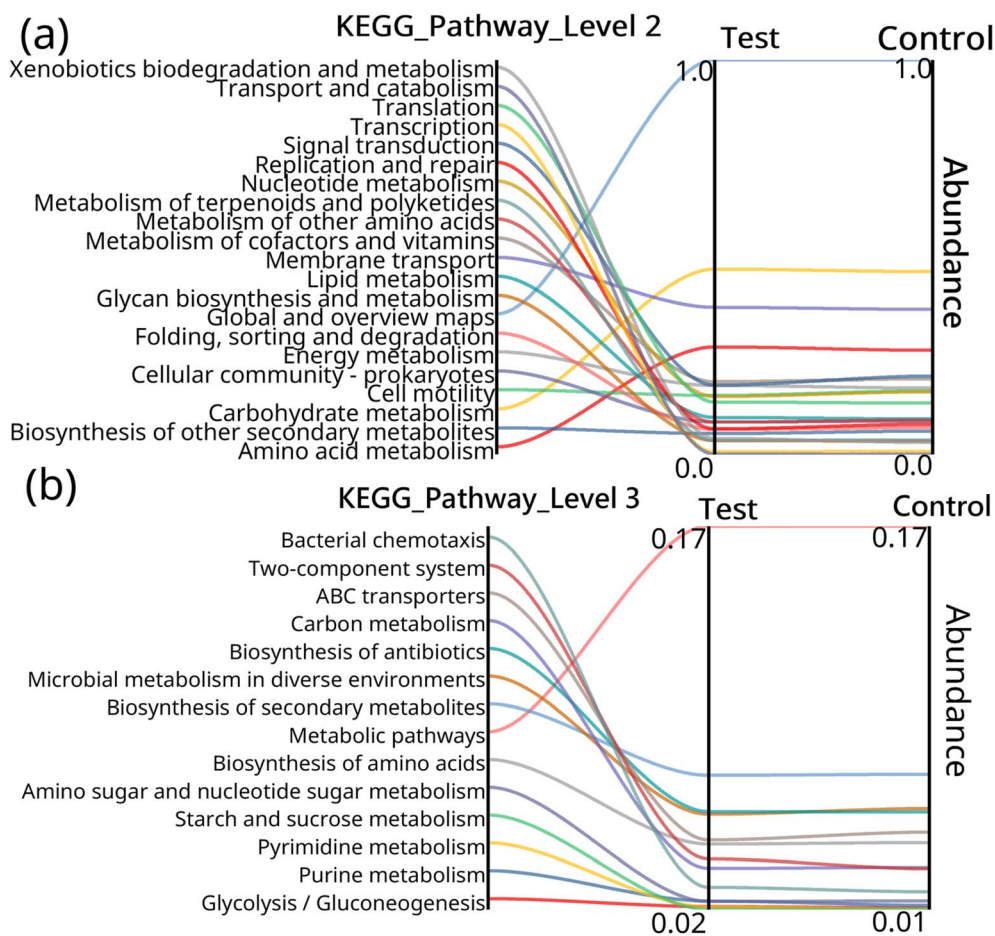 (a)
KEGG_Pathway_Level 2
Test
Control
Xenobiotics biodegradation and metabolism
1.0
1.0
Transport and catabolism
Translation
Transcription
Signal transduction
Replication and repair
Nucleotide metabolism
Metabolism of terpenoids and polyketides
Metabolism of other amino acids
Metabolism of cofactors and vitamins
Membrane transport
Lipid metabolism
Glycan biosynthesis and metabolism
Global and overview maps
Folding, sorting and degradation
Energy metabolism
Cellular community - prokaryotes
Cell motility
Carbohydrate metabolism
Biosynthesis of other secondary metabolites
Amino acid metabolism
0.0
0.0
Abundance
(b)
KEGG_Pathway_Level 3
Test
Control
0.17
0.17
Bacterial chemotaxis
Two-component system
ABC transporters
Carbon metabolism
Biosynthesis of antibiotics
Microbial metabolism in diverse environments
Biosynthesis of secondary metabolites
Metabolic pathways
Biosynthesis of amino acids
Amino sugar and nucleotide sugar metabolism
Starch and sucrose metabolism
Pyrimidine metabolism
Purine metabolism
Glycolysis / Gluconeogenesis
0.02
0.01
Abundance